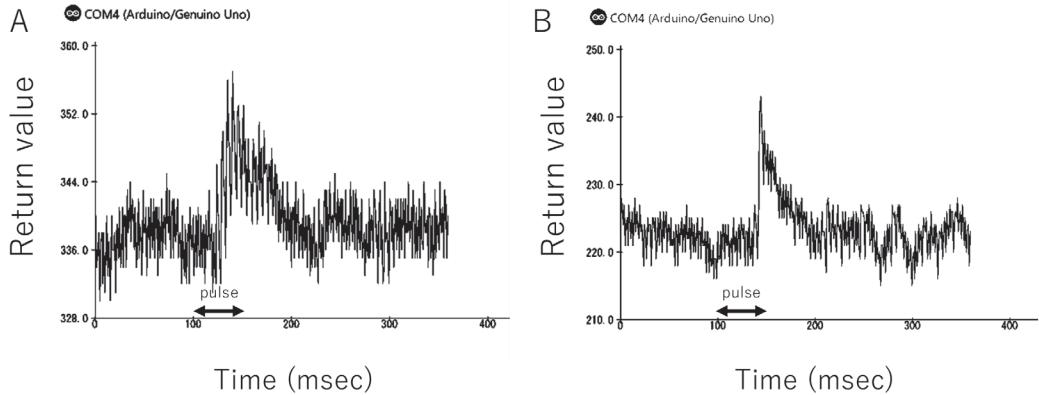 A
COM4 (Arduino/Genuino Uno)
Return value
360. 0
352. 0
344. 0
336. 0
328. 0
pulse
0
100
200
300
400
Time (msec)
B
COM4 (Arduino/Genuino Uno)
Return value
250. 0
240. 0
230. 0
220. 0
210. 0
pulse
0
100
200
300
400
Time (msec)